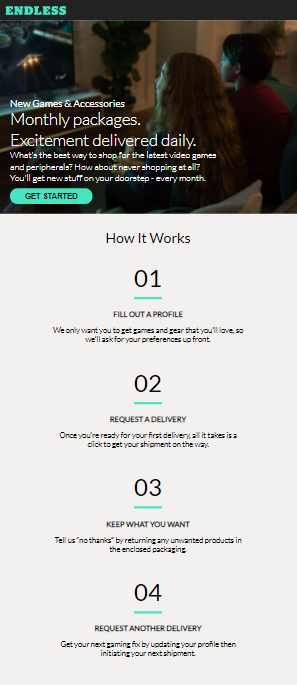 ENDLESS
New Games & Accessories
Monthly packages.
Excitement delivered daily.
What's the best way to shop for the latest video games
and peripherals? How about never shopping at all?
You'll get new stuff on your doorstep - every month.
GET STARTED
How It Works
01
FILL OUT A PROFILE
We only want you to get games and gear that you'll love, so
we'll ask for your preferences up front.
02
REQUEST A DELIVERY
Once you're ready for your first delivery, all it takes is a
click to get your shipment on the way.
03
KEEP WHAT YOU WANT
Tell us “no thanks” by returning any unwanted products in
the enclosed packaging.
04
REQUEST ANOTHER DELIVERY
Get your next gaming fix by updating your profile then
initiating your next shipment.